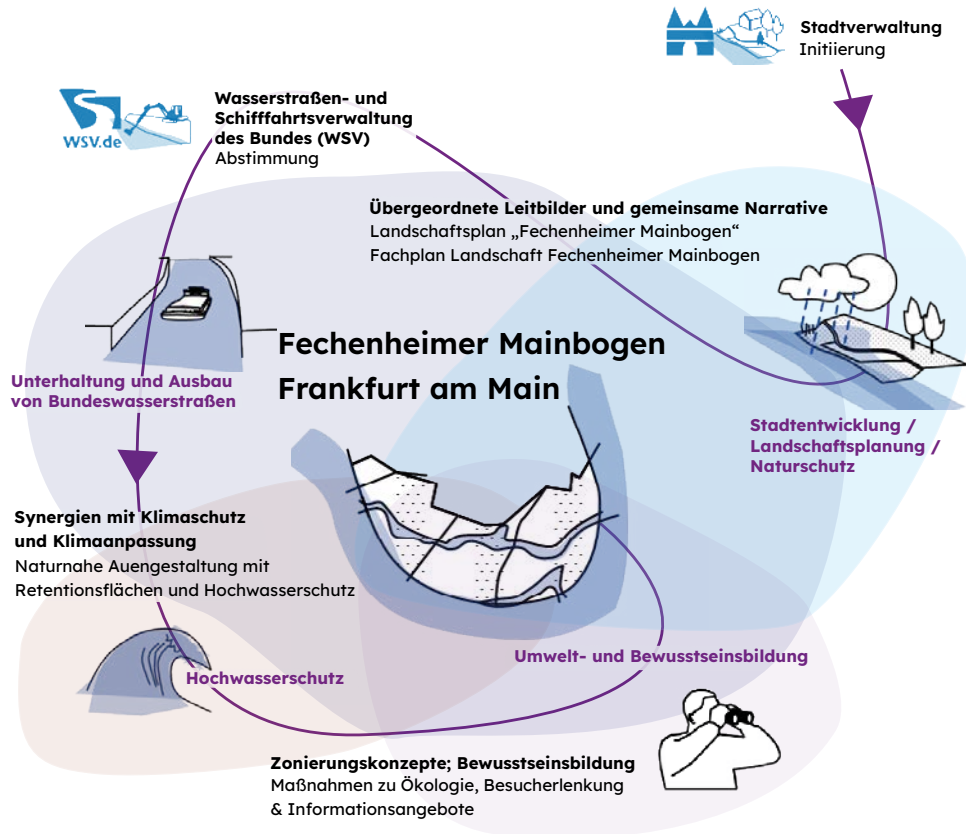 Stadtverwaltung
Initiierung
WSV.de
Wasserstraßen- und
Schifffahrtsverwaltung
des Bundes (WSV)
Abstimmung
Übergeordnete Leitbilder und gemeinsame Narrative
Landschaftsplan „Fechenheimer Mainbogen“
Fachplan Landschaft Fechenheimer Mainbogen
Fechenheimer Mainbogen
Frankfurt am Main
Unterhaltung und Ausbau
von Bundeswasserstraßen
Stadtentwicklung /
Landschaftsplanung /
Naturschutz
Synergien mit Klimaschutz
und Klimaanpassung
Naturnahe Auengestaltung mit
Retentionsflächen und Hochwasserschutz
Umwelt- und Bewusstseinsbildung
Hochwasserschutz
Zonierungskonzepte; Bewusstseinsbildung
Maßnahmen zu Ökologie, Besucherlenkung
& Informationsangebote